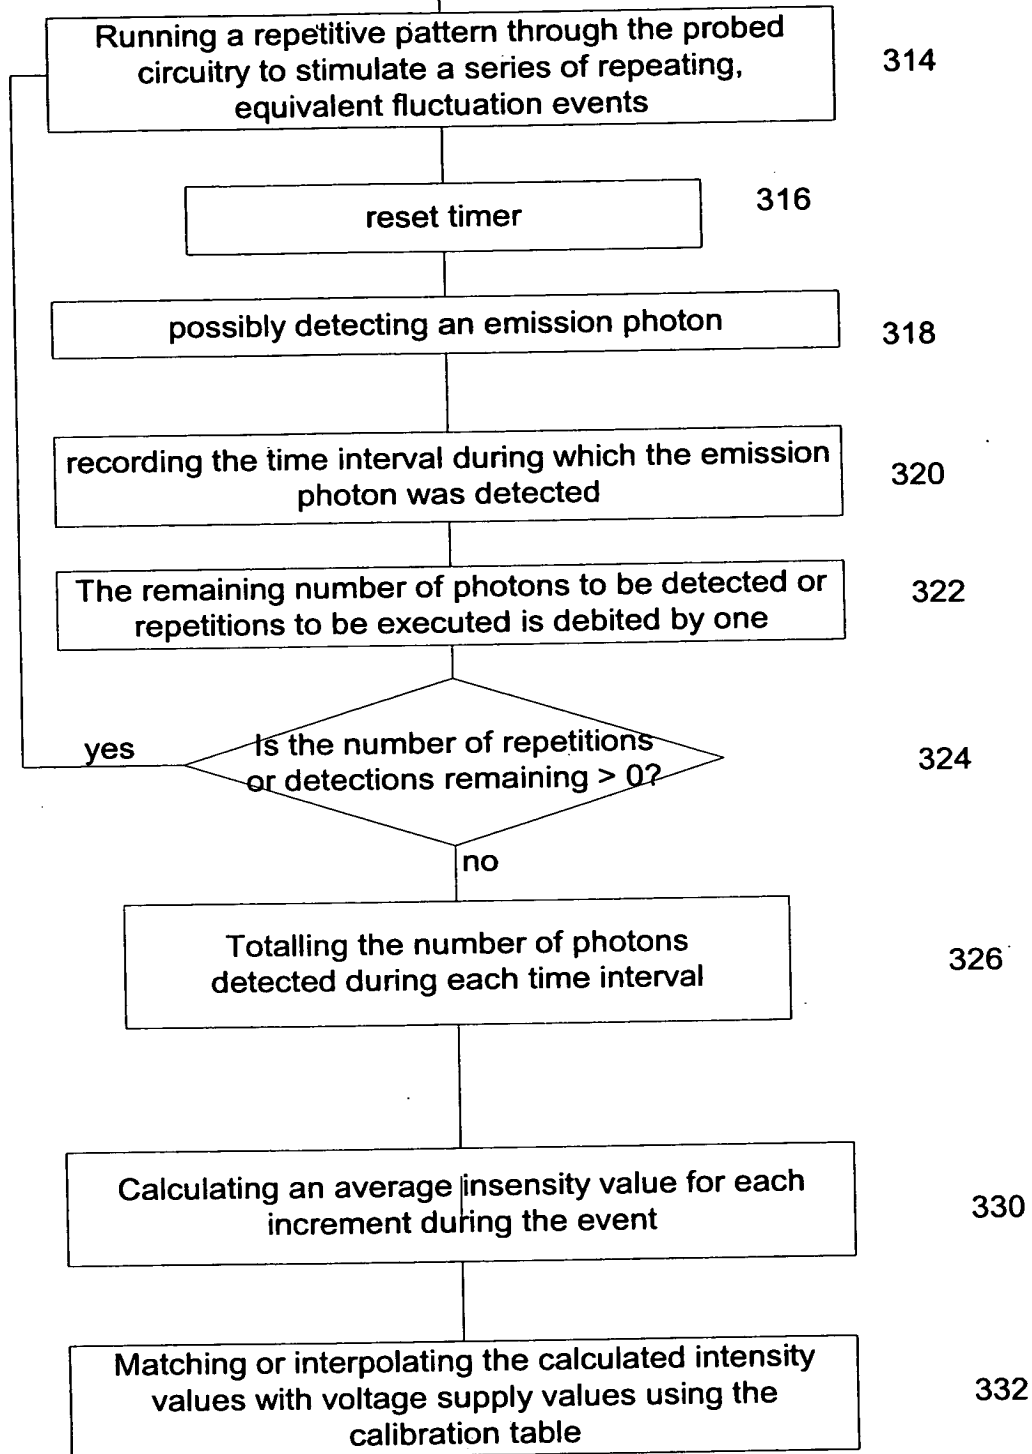 Running a repetitive pattern through the probed
circuitry to stimulate a series of repeating,
equivalent fluctuation events
314
reset timer
316
possibly detecting an emission photon
318
recording the time interval during which the emission
photon was detected
320
The remaining number of photons to be detected or
repetitions to be executed is debited by one
322
Is the number of repetitions
or detections remaining > 0?
324
yes
no
Totalling the number of photons
detected during each time interval
326
Calculating an average insensity value for each
increment during the event
330
Matching or interpolating the calculated intensity
values with voltage supply values using the
calibration table
332